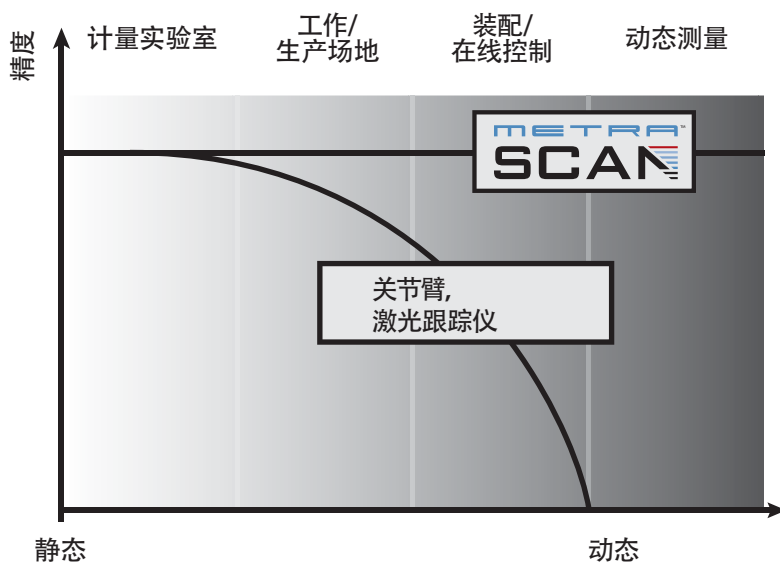 精度
计量实验室
工作/
生产场地
装配/
在线控制
动态测量
METRA™
SCAN
关节臂,
激光跟踪仪
静态
动态